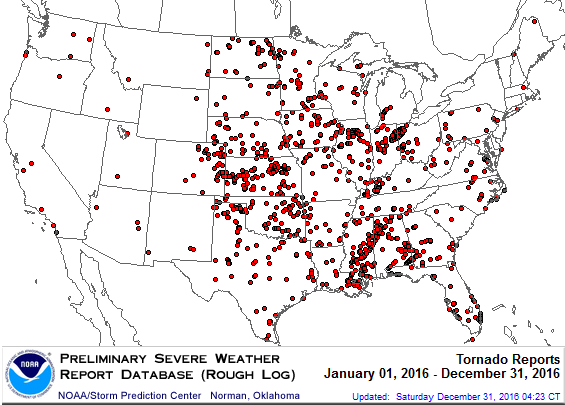 NOAA
Preliminary Severe Weather
Report Database (Rough Log)
NOAA/Storm Prediction Center Norman, Oklahoma
Tornado Reports
January 01, 2016 - December 31, 2016
Updated: Saturday December 31, 2016 04:23 CT